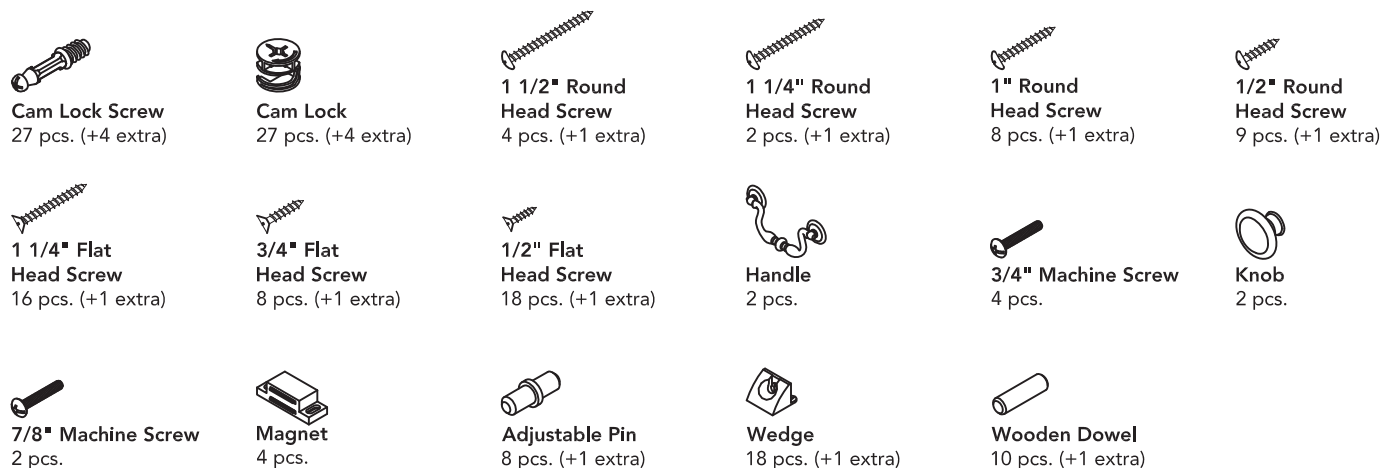 Cam Lock Screw
27 pcs. (+4 extra)
Cam Lock
27 pcs. (+4 extra)
1 1/2" Round
Head Screw
4 pcs. (+1 extra)
1 1/4" Round
Head Screw
2 pcs. (+1 extra)
1" Round
Head Screw
8 pcs. (+1 extra)
1/2" Round
Head Screw
9 pcs. (+1 extra)
1 1/4" Flat
Head Screw
16 pcs. (+1 extra)
3/4" Flat
Head Screw
8 pcs. (+1 extra)
1/2" Flat
Head Screw
18 pcs. (+1 extra)
Handle
2 pcs.
3/4" Machine Screw
4 pcs.
Knob
2 pcs.
7/8" Machine Screw
2 pcs.
Magnet
4 pcs.
Adjustable Pin
8 pcs. (+1 extra)
Wedge
18 pcs. (+1 extra)
Wooden Dowel
10 pcs. (+1 extra)